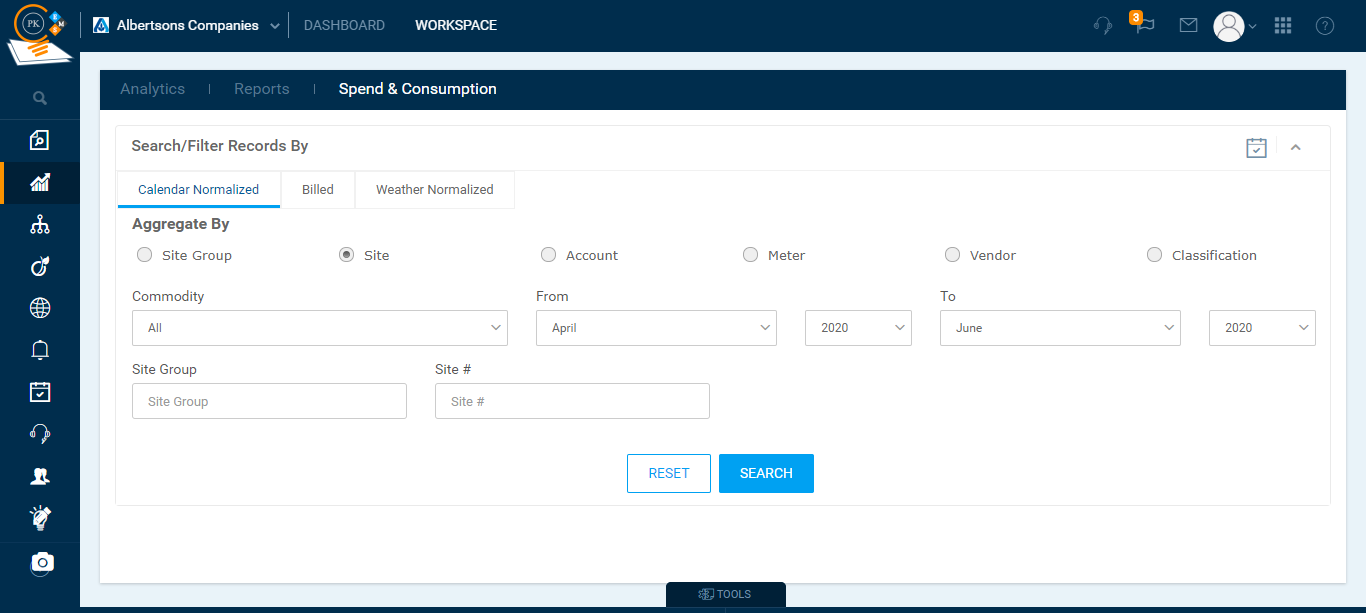 PK E M S Albertsons Companies DASHBOARD WORKSPACE 3
Analytics | Reports | Spend & Consumption
Search/Filter Records By
Calendar Normalized Billed Weather Normalized
Aggregate By
Site Group Site Account Meter Vendor Classification
Commodity From To
All April 2020 June 2020
Site Group Site #
Site Group Site #
RESET SEARCH
TOOLS